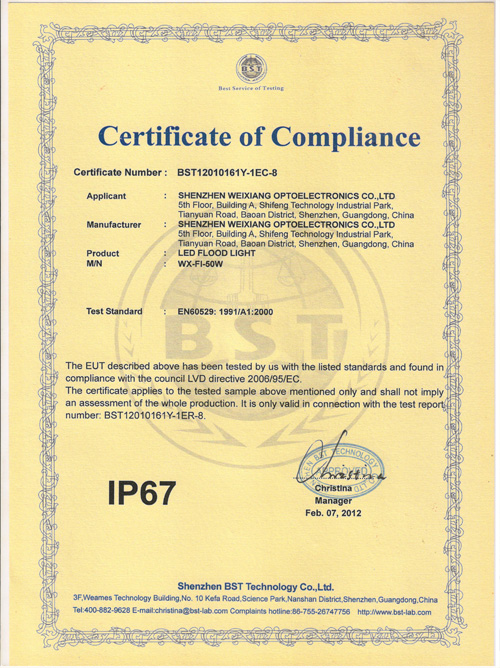 BST
Best Service of Testing
Certificate of Compliance
Certificate Number : BST12010161Y-1EC-8
Applicant : SHENZHEN WEIXIANG OPTOELECTRONICS CO.,LTD
5th Floor, Building A, Shifeng Technology Industrial Park,
Tianyuan Road, Baoan District, Shenzhen, Guangdong, China
Manufacturer : SHENZHEN WEIXIANG OPTOELECTRONICS CO.,LTD
5th Floor, Building A, Shifeng Technology Industrial Park,
Tianyuan Road, Baoan District, Shenzhen, Guangdong, China
Product : LED FLOOD LIGHT
M/N : WX-FI-50W
Test Standard : EN60529: 1991/A1:2000
BST
The EUT described above has been tested by us with the listed standards and found in
compliance with the council LVD directive 2006/95/EC.
The certificate applies to the tested sample above mentioned only and shall not imply
an assessment of the whole production. It is only valid in connection with the test report
number: BST12010161Y-1ER-8.
APPROVED
Christina
IP67
Christina
Manager
Feb. 07, 2012
Shenzhen BST Technology Co.,Ltd.
3F,Weames Technology Building,No. 10 Kefa Road,Science Park,Nanshan District,Shenzhen,Guangdong,China
Tel:400-882-9628 E-mail:christina@bst-lab.com Complaints hotline:86-755-26747756 http://www.bst-lab.com